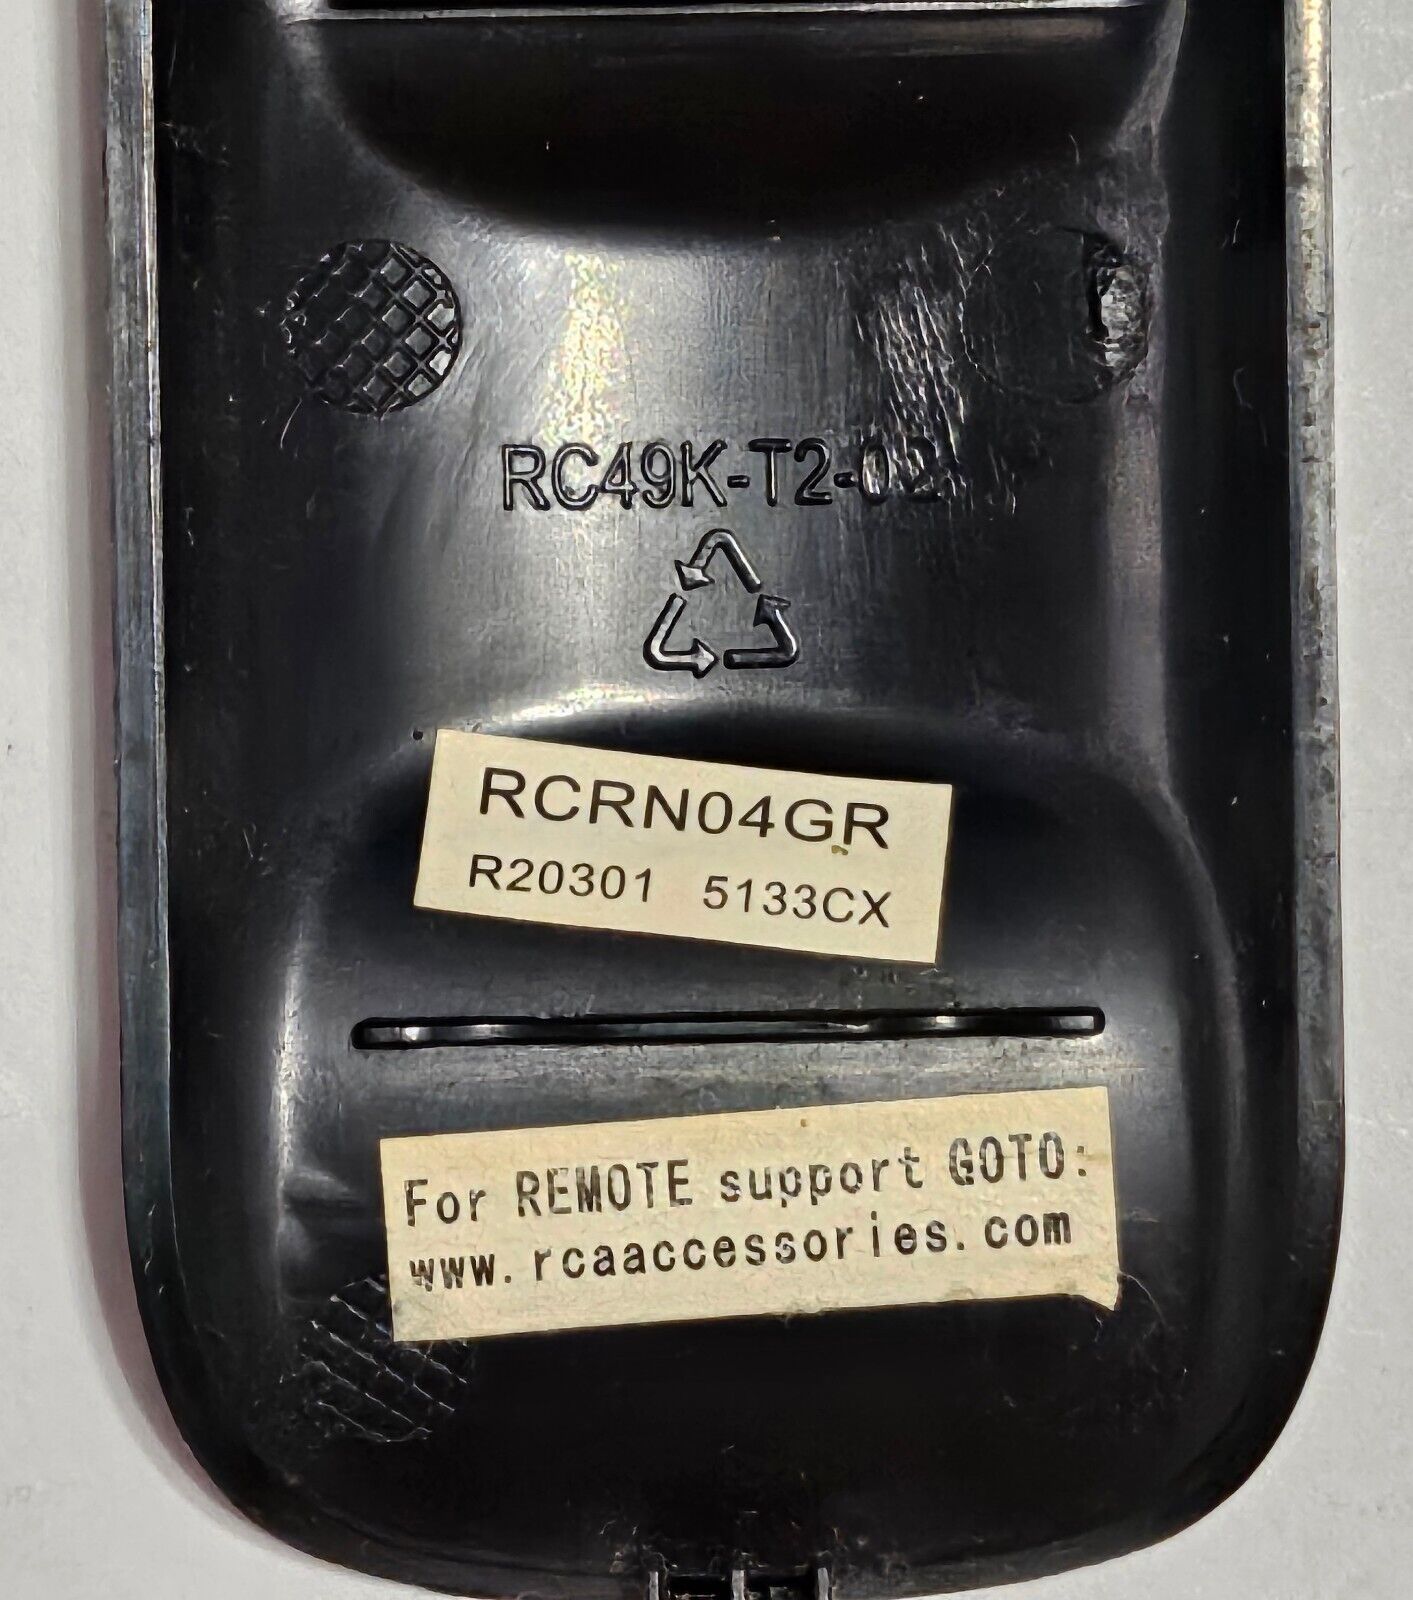 RC49K-T2-02
RCRN04GR
R20301 5133CX
For REMOTE support GOTO:
www.rcaaccessories.com